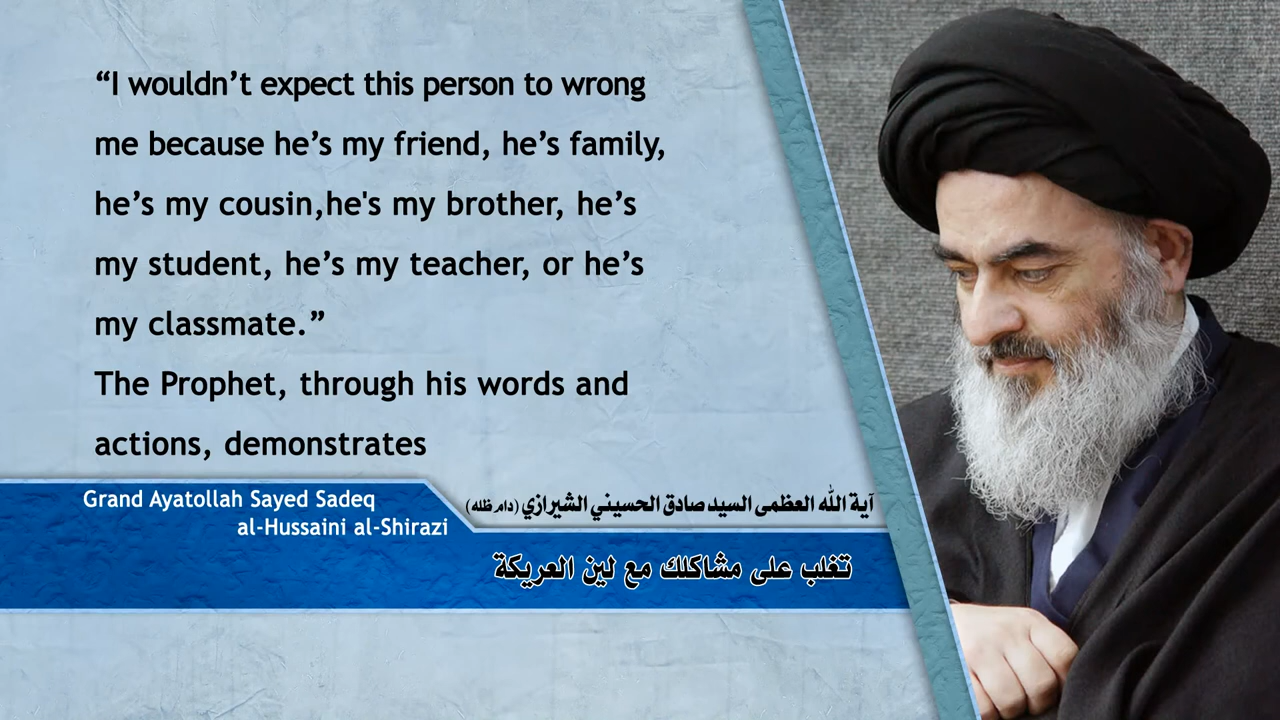 “I wouldn’t expect this person to wrong
me because he’s my friend, he’s family,
he’s my cousin,he's my brother, he’s
my student, he’s my teacher, or he’s
my classmate.”
The Prophet, through his words and
actions, demonstrates
Grand Ayatollah Sayed Sadeq
al-Hussaini al-Shirazi
آية الله العظمى السيد صادق الحسيني الشيرازي (دام ظله)
تغلب على مشاكلك مع لين العريكة